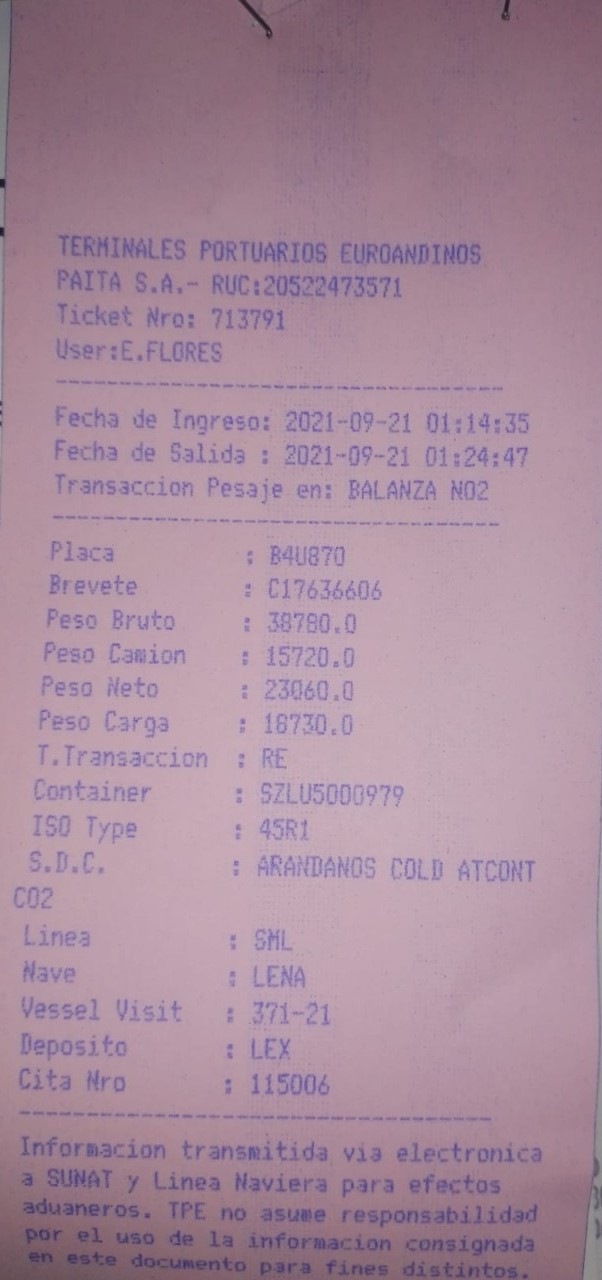 TERMINALES PORTUARIOS EUROANDINOS
PAITA S.A.- RUC:20522473571
Ticket Nro: 713791
User:E.FLORES
------------------------------------
Fecha de Ingreso: 2021-09-21 01:14:35
Fecha de Salida : 2021-09-21 01:24:47
Transaccion Pesaje en: BALANZA NO2
------------------------------------
Placa : B4U870
Brevete : C17636606
Peso Bruto : 38780.0
Peso Camion : 15720.0
Peso Neto : 23060.0
Peso Carga : 18730.0
T.Transaccion : RE
Container : SZLU5000979
ISO Type : 45R1
S.D.C. : ARANDANOS COLD ATCONT
CO2
Linea : SML
Nave : LENA
Vessel Visit : 371-21
Deposito : LEX
Cita Nro : 115006
------------------------------------
Informacion transmitida via electronica
a SUNAT y Linea Naviera para efectos
aduaneros. TPE no asume responsabilidad
por el uso de la informacion consignada
en este documento para fines distintos.